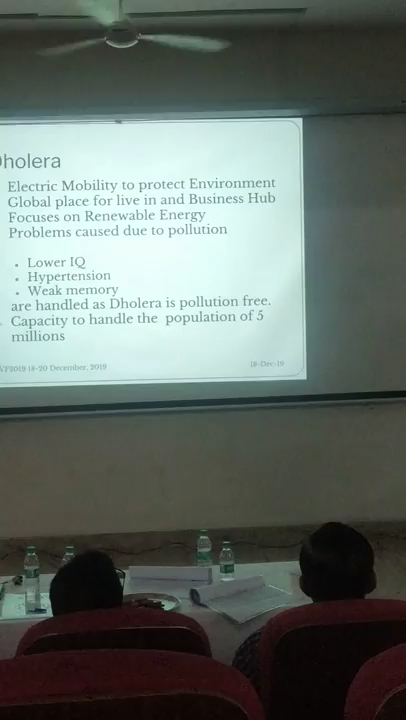 Dholera
Electric Mobility to protect Environment
Global place for live in and Business Hub
Focuses on Renewable Energy
Problems caused due to pollution
• Lower IQ
• Hypertension
• Weak memory
are handled as Dholera is pollution free.
Capacity to handle the population of 5
millions
2019 18-20 December, 2019
18-Dec-19